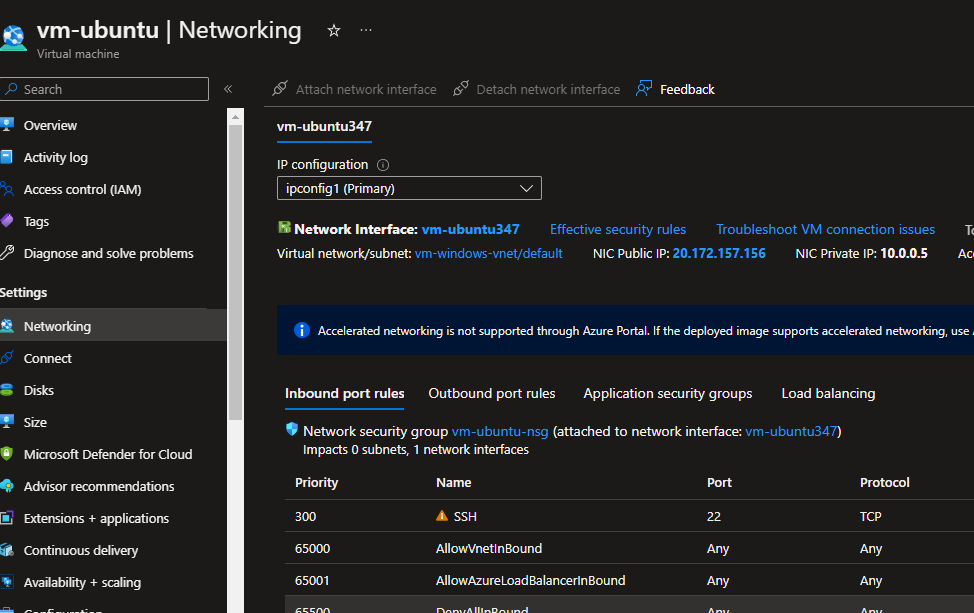 vm-ubuntu | Networking
Virtual machine
Search
Overview
Activity log
Access control (IAM)
Tags
Diagnose and solve problems
Settings
Networking
Connect
Disks
Size
Microsoft Defender for Cloud
Advisor recommendations
Extensions + applications
Continuous delivery
Availability + scaling
Configuration
Attach network interface Detach network interface Feedback
vm-ubuntu347
IP configuration
ipconfig1 (Primary)
Network Interface: vm-ubuntu347 Effective security rules Troubleshoot VM connection issues
Virtual network/subnet: vm-windows-vnet/default NIC Public IP: 20.172.157.156 NIC Private IP: 10.0.0.5
Accelerated networking is not supported through Azure Portal. If the deployed image supports accelerated networking, use
Inbound port rules Outbound port rules Application security groups Load balancing
Network security group vm-ubuntu-nsg (attached to network interface: vm-ubuntu347)
Impacts 0 subnets, 1 network interfaces
Priority Name Port Protocol
300 SSH 22 TCP
65000 AllowVnetInBound Any Any
65001 AllowAzureLoadBalancerInBound Any Any
65500 DenyAllInBound Any Any